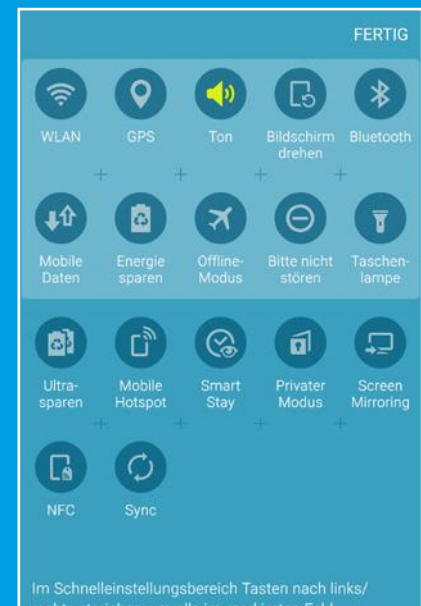 FERTIG
WLAN GPS Ton Bildschirm drehen Bluetooth
Mobile Daten Energie sparen Offline- Modus Bitte nicht stören Taschen- lampe
Ultra- sparen Mobile Hotspot Smart Stay Privater Modus Screen Mirroring
NFC Sync
Im Schnelleinstellungsbereich Tasten nach links/